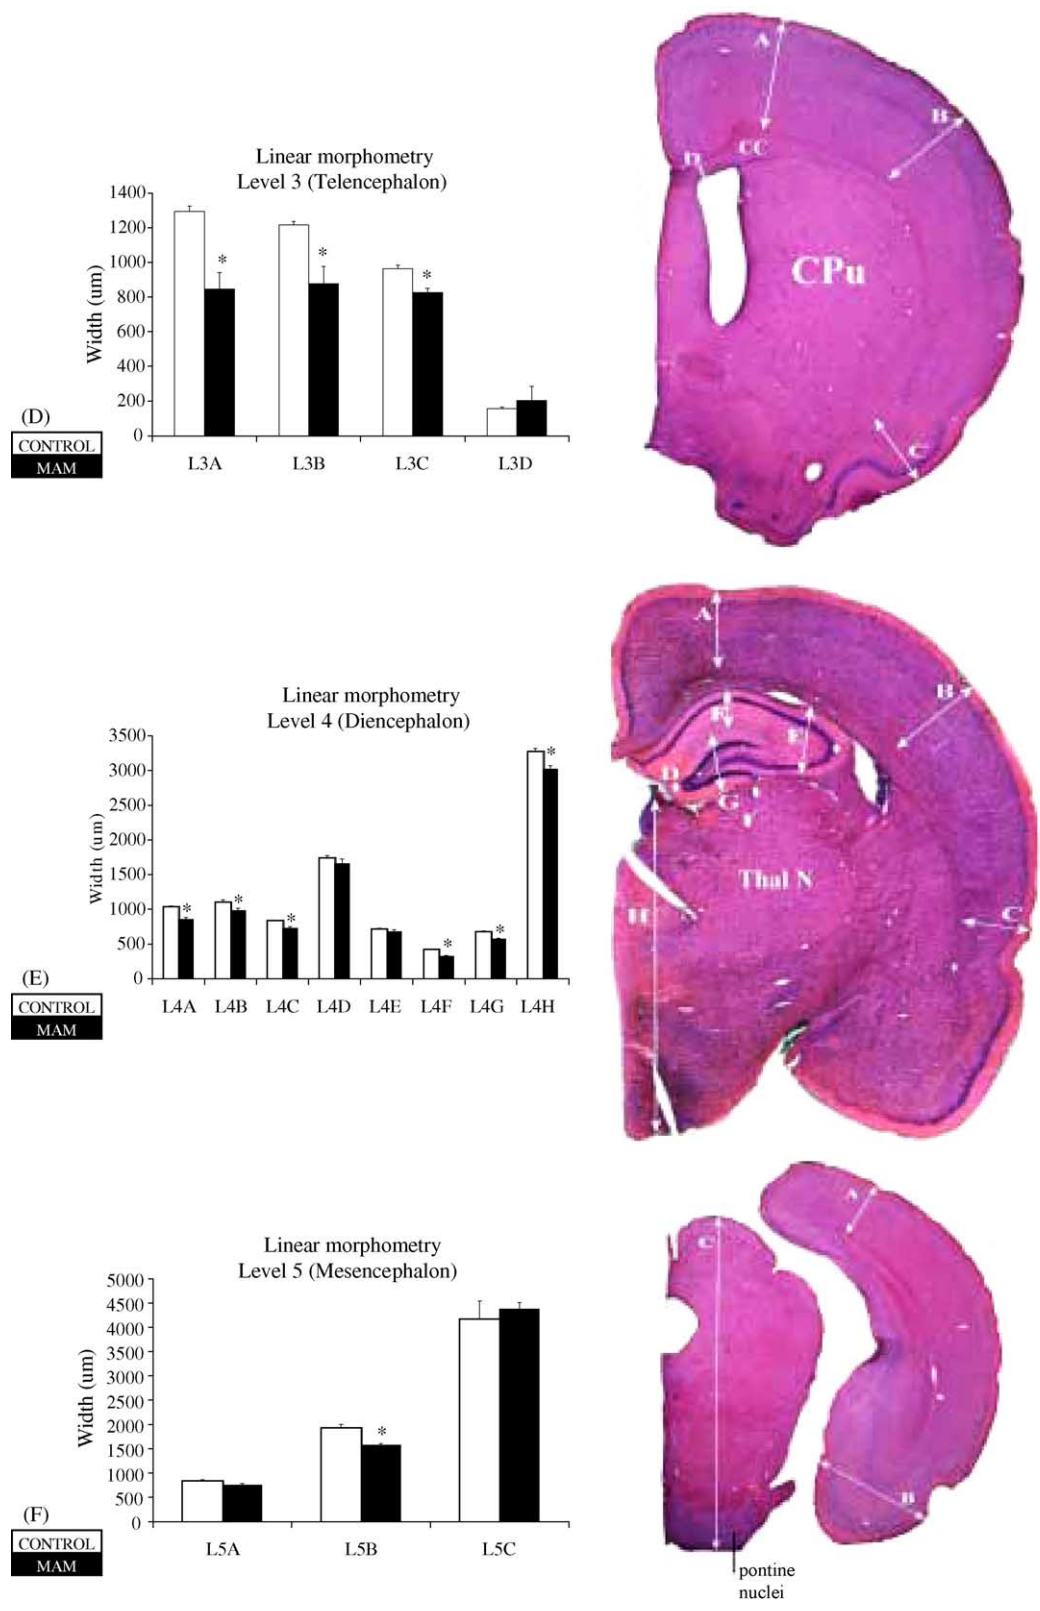 Linear morphometry
Level 3 (Telencephalon)
Width (um)
1400
1200
1000
800
600
400
200
0
*
*
*
L3A
L3B
L3C
L3D
(D)
CONTROL
MAM
A
B
CC
D
CPu
C
Linear morphometry
Level 4 (Diencephalon)
Width (um)
3500
3000
2500
2000
1500
1000
500
0
*
*
*
*
*
*
L4A
L4B
L4C
L4D
L4E
L4F
L4G
L4H
(E)
CONTROL
MAM
A
B
F
E
D
G
Thal N
H
C
Linear morphometry
Level 5 (Mesencephalon)
Width (um)
5000
4500
4000
3500
3000
2500
2000
1500
1000
500
0
*
L5A
L5B
L5C
(F)
CONTROL
MAM
A
C
B
pontine
nuclei